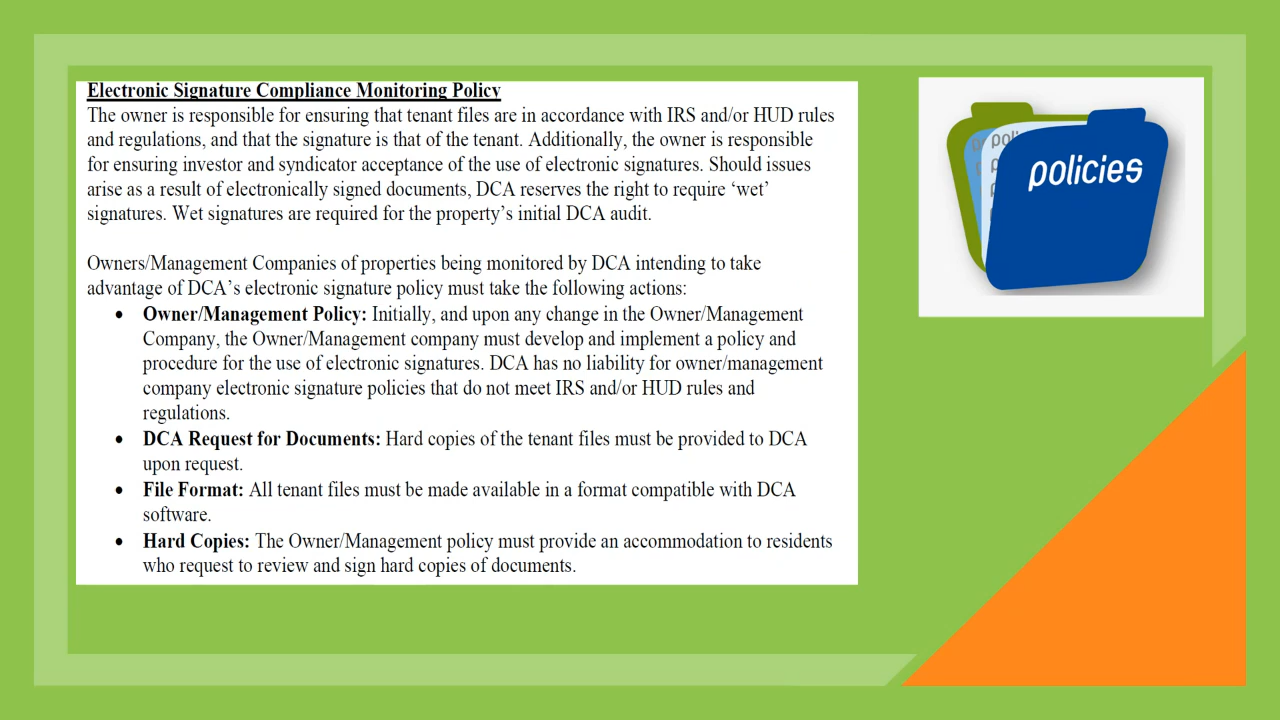 Electronic Signature Compliance Monitoring Policy
The owner is responsible for ensuring that tenant files are in accordance with IRS and/or HUD rules
and regulations, and that the signature is that of the tenant. Additionally, the owner is responsible
for ensuring investor and syndicator acceptance of the use of electronic signatures. Should issues
arise as a result of electronically signed documents, DCA reserves the right to require ‘wet’
signatures. Wet signatures are required for the property’s initial DCA audit.
Owners/Management Companies of properties being monitored by DCA intending to take
advantage of DCA’s electronic signature policy must take the following actions:
• Owner/Management Policy: Initially, and upon any change in the Owner/Management
Company, the Owner/Management company must develop and implement a policy and
procedure for the use of electronic signatures. DCA has no liability for owner/management
company electronic signature policies that do not meet IRS and/or HUD rules and
regulations.
• DCA Request for Documents: Hard copies of the tenant files must be provided to DCA
upon request.
• File Format: All tenant files must be made available in a format compatible with DCA
software.
• Hard Copies: The Owner/Management policy must provide an accommodation to residents
who request to review and sign hard copies of documents.
policies